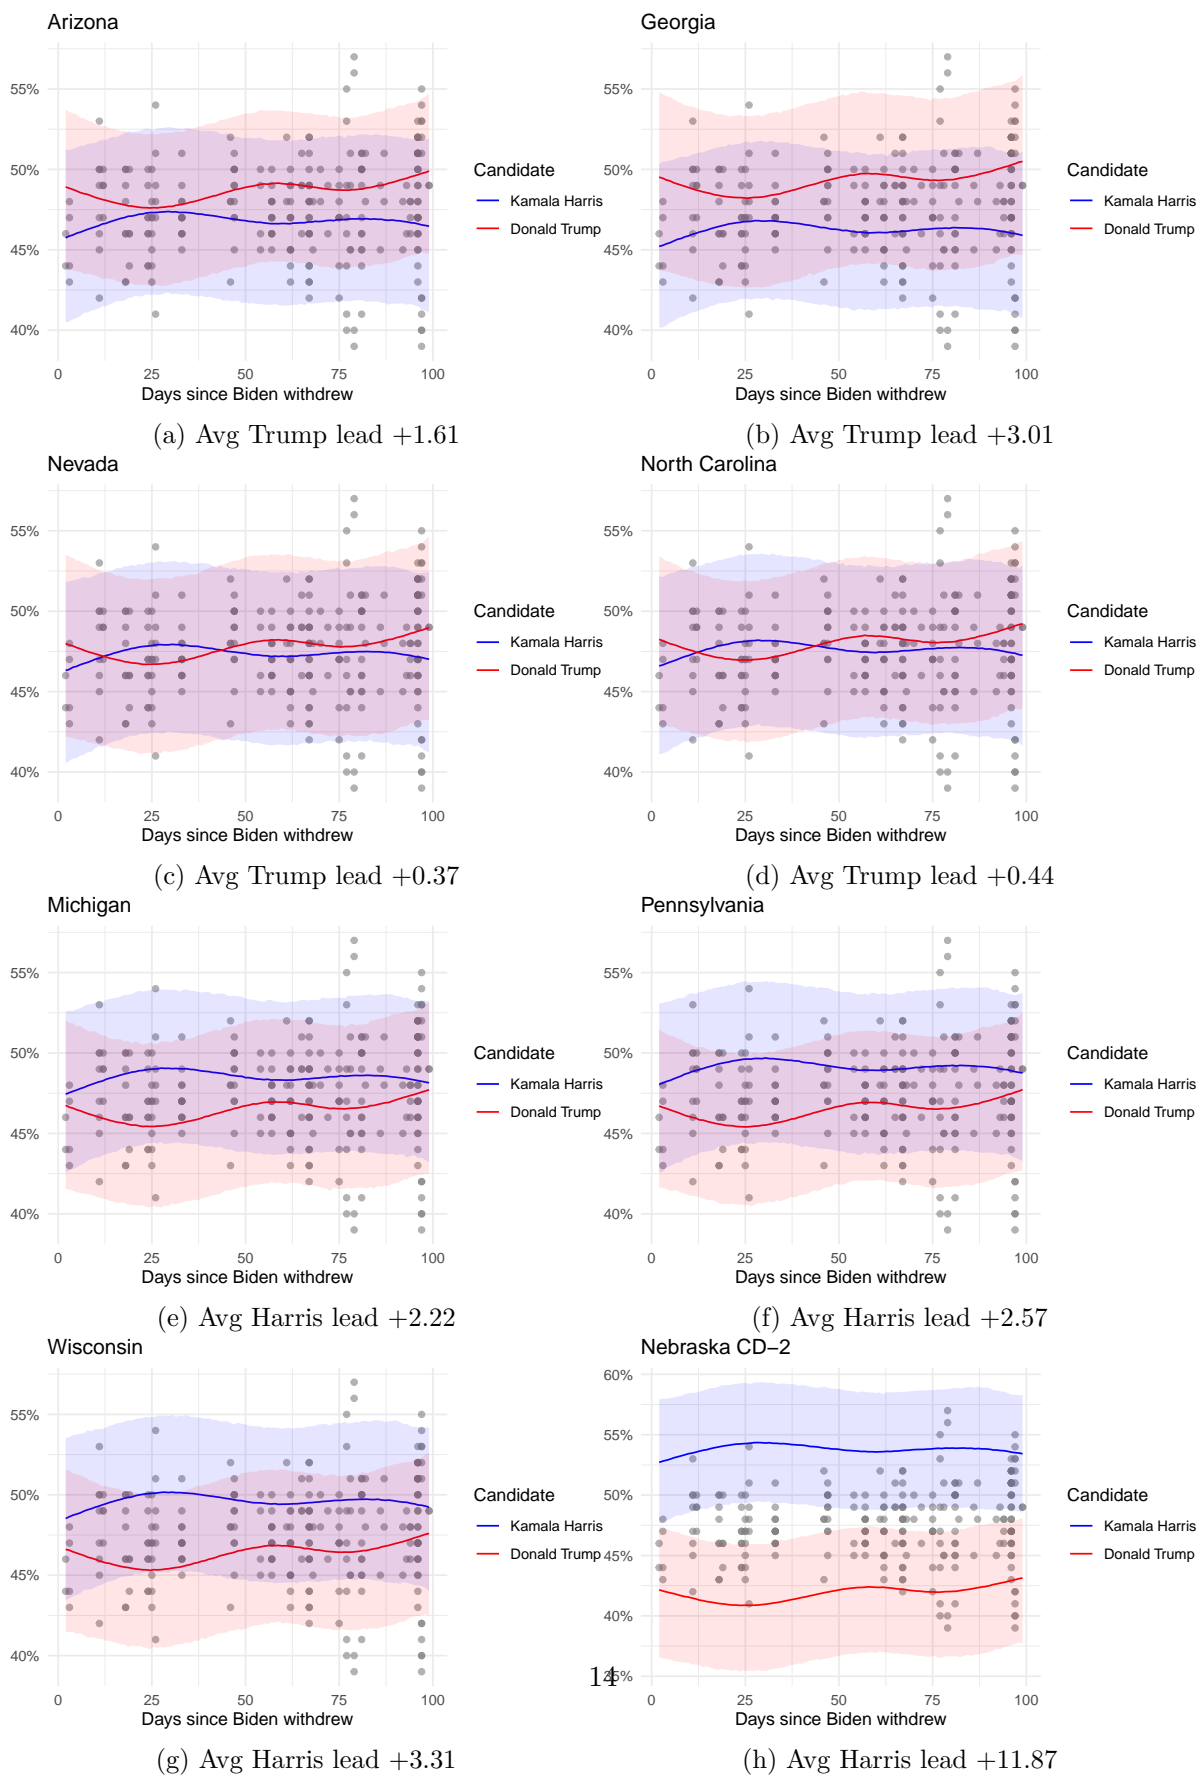 Arizona
55%
50%
45%
40%
0 25 50 75 100
Days since Biden withdrew
Candidate
Kamala Harris
Donald Trump
(a) Avg Trump lead +1.61
Georgia
55%
50%
45%
40%
0 25 50 75 100
Days since Biden withdrew
Candidate
Kamala Harris
Donald Trump
(b) Avg Trump lead +3.01
Nevada
55%
50%
45%
40%
0 25 50 75 100
Days since Biden withdrew
Candidate
Kamala Harris
Donald Trump
(c) Avg Trump lead +0.37
North Carolina
55%
50%
45%
40%
0 25 50 75 100
Days since Biden withdrew
Candidate
Kamala Harris
Donald Trump
(d) Avg Trump lead +0.44
Michigan
55%
50%
45%
40%
0 25 50 75 100
Days since Biden withdrew
Candidate
Kamala Harris
Donald Trump
(e) Avg Harris lead +2.22
Pennsylvania
55%
50%
45%
40%
0 25 50 75 100
Days since Biden withdrew
Candidate
Kamala Harris
Donald Trump
(f) Avg Harris lead +2.57
Wisconsin
55%
50%
45%
40%
0 25 50 75 100
Days since Biden withdrew
Candidate
Kamala Harris
Donald Trump
(g) Avg Harris lead +3.31
Nebraska CD−2
60%
55%
50%
45%
40%
35%
0 25 50 75 100
Days since Biden withdrew
Candidate
Kamala Harris
Donald Trump
(h) Avg Harris lead +11.87
14